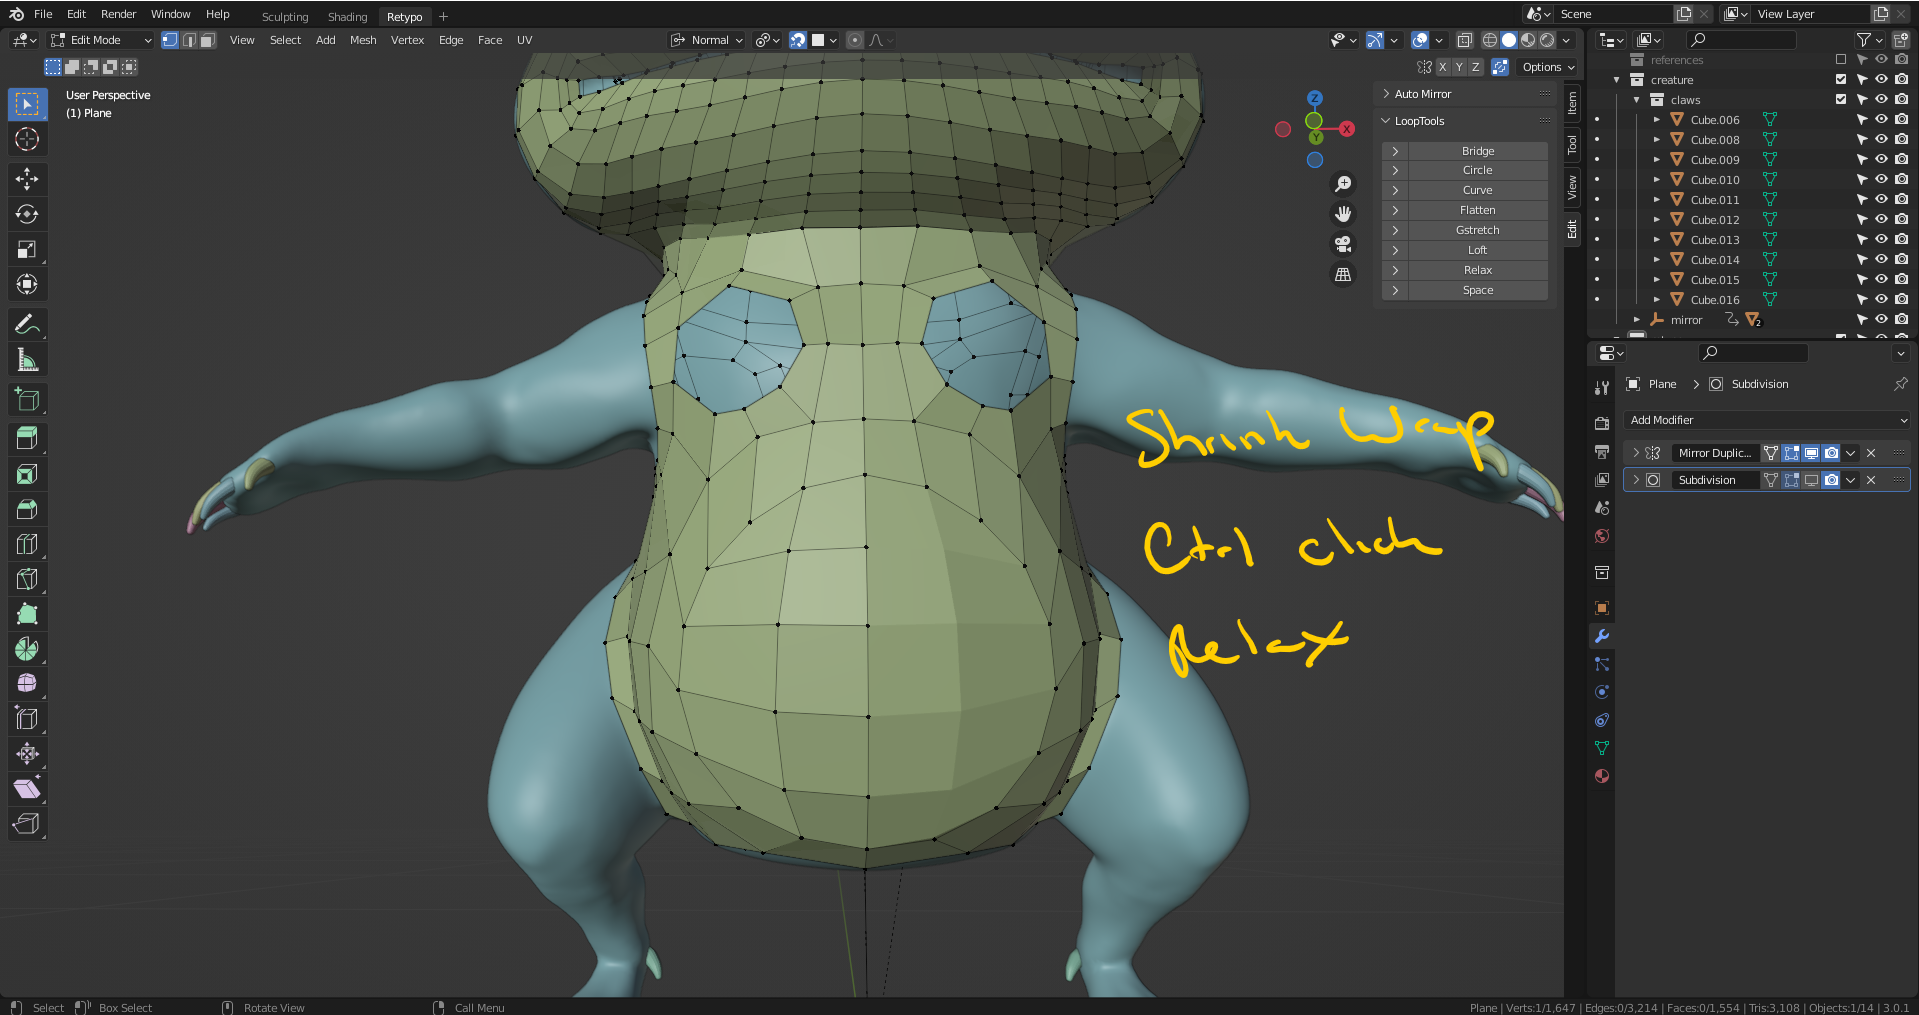 File Edit Render Window Help Sculpting Shading Retypo + Scene View Layer
Edit Mode View Select Add Mesh Vertex Edge Face UV Normal
X Y Z Options
User Perspective
(1) Plane
Z
X
Y
Auto Mirror
LoopTools
Bridge
Circle
Curve
Flatten
Gstretch
Loft
Relax
Space
Item
Tool
View
Edit
references
creature
claws
Cube.006
Cube.008
Cube.009
Cube.010
Cube.011
Cube.012
Cube.013
Cube.014
Cube.015
Cube.016
mirror 2
Plane > Subdivision
Add Modifier
Mirror Duplic...
Subdivision
Shrink Wrap
Ctrl click
Relax
Select Box Select Rotate View Call Menu
Plane | Verts:1/1,647 | Edges:0/3,214 | Faces:0/1,554 | Tris:3,108 | Objects:1/14 | 3.0.1